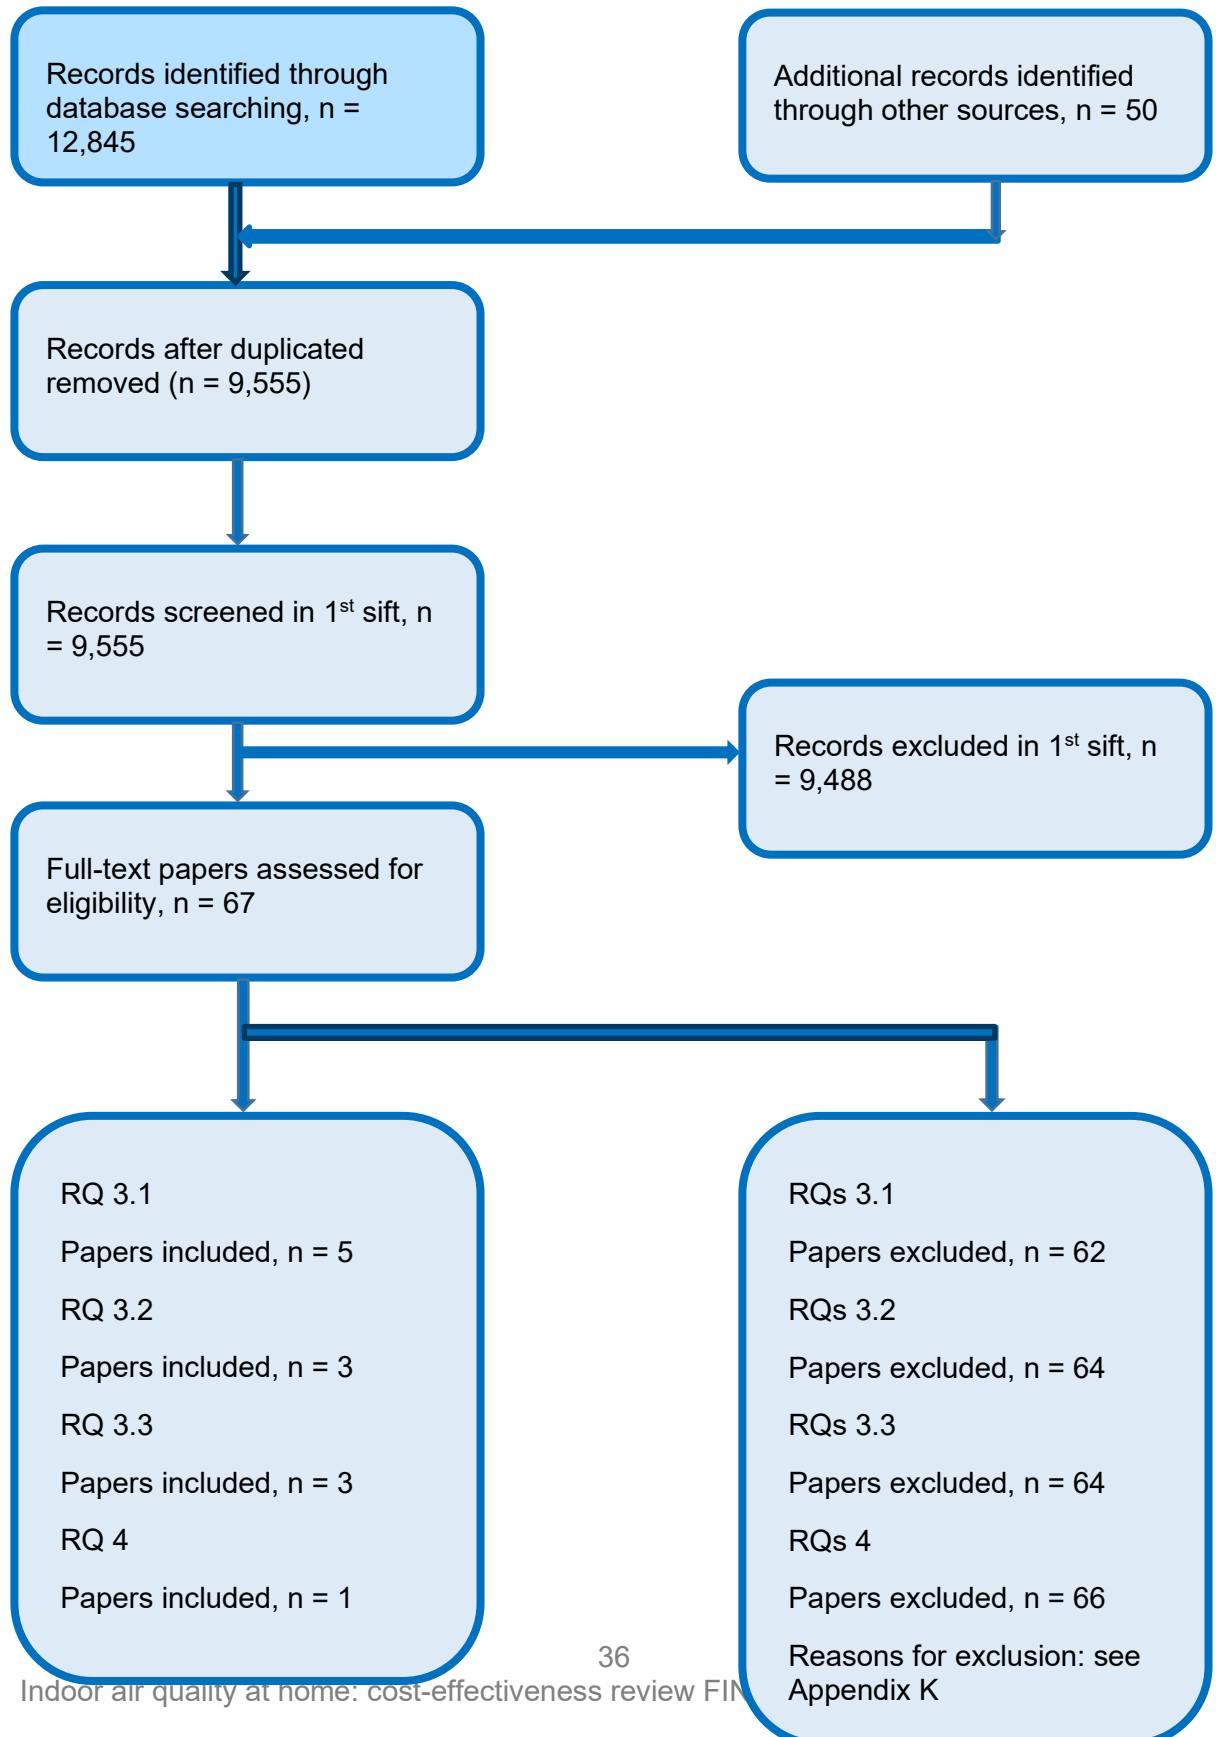 Records identified through
database searching, n =
12,845
Additional records identified
through other sources, n = 50
Records after duplicated
removed (n = 9,555)
Records screened in 1st sift, n
= 9,555
Records excluded in 1st sift, n
= 9,488
Full-text papers assessed for
eligibility, n = 67
RQ 3.1
Papers included, n = 5
RQ 3.2
Papers included, n = 3
RQ 3.3
Papers included, n = 3
RQ 4
Papers included, n = 1
RQs 3.1
Papers excluded, n = 62
RQs 3.2
Papers excluded, n = 64
RQs 3.3
Papers excluded, n = 64
RQs 4
Papers excluded, n = 66
Reasons for exclusion: see
Appendix K
36
Indoor air quality at home: cost-effectiveness review